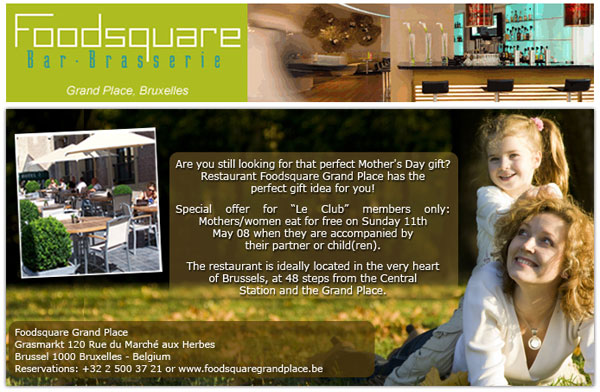 Foodsquare
Bar · Brasserie
Grand Place, Bruxelles
Are you still looking for that perfect Mother's Day gift?
Restaurant Foodsquare Grand Place has the
perfect gift idea for you!
Special offer for "Le Club" members only:
Mothers/women eat for free on Sunday 11th
May 08 when they are accompanied by
their partner or child(ren).
The restaurant is ideally located in the very heart
of Brussels, at 48 steps from the Central
Station and the Grand Place.
Foodsquare Grand Place
Grasmarkt 120 Rue du Marché aux Herbes
Brussel 1000 Bruxelles - Belgium
Reservations: +32 2 500 37 21 or www.foodsquaregrandplace.be